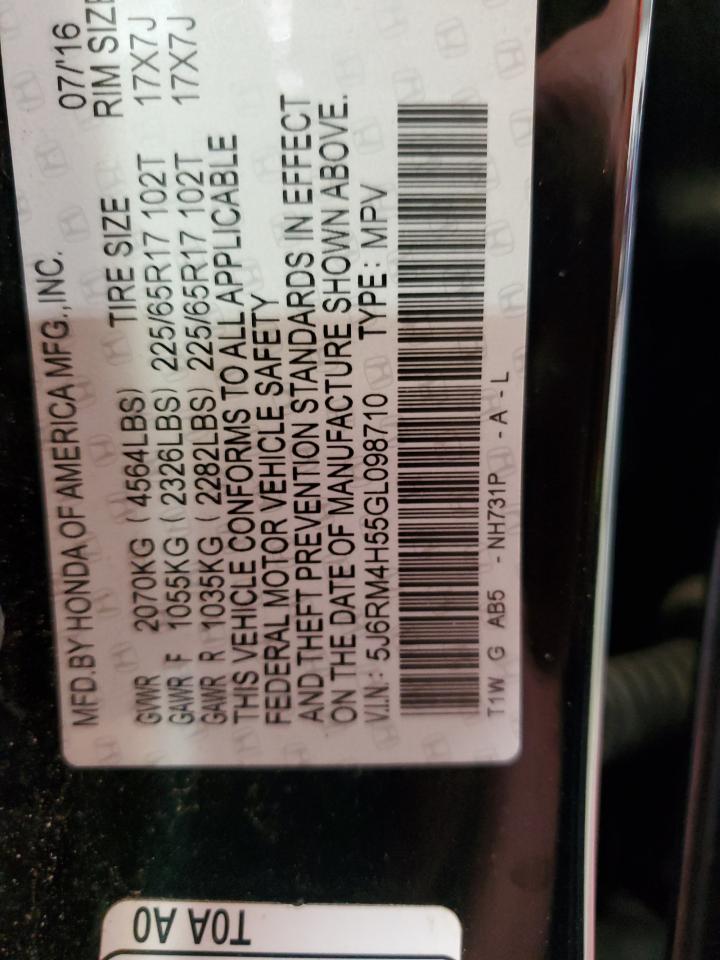 MFD.BY HONDA OF AMERICA MFG.,INC. 07/'16
TIRE SIZE RIM SIZE
GVWR 2070KG ( 4564LBS)
GAWR F 1055KG ( 2326LBS) 225/65R17 102T 17X7J
GAWR R 1035KG ( 2282LBS) 225/65R17 102T 17X7J
THIS VEHICLE CONFORMS TO ALL APPLICABLE
FEDERAL MOTOR VEHICLE SAFETY
AND THEFT PREVENTION STANDARDS IN EFFECT
ON THE DATE OF MANUFACTURE SHOWN ABOVE.
V.I.N.: 5J6RM4H55GL098710 TYPE: MPV
T1W G AB5 - NH731P - A - L
T0A A0